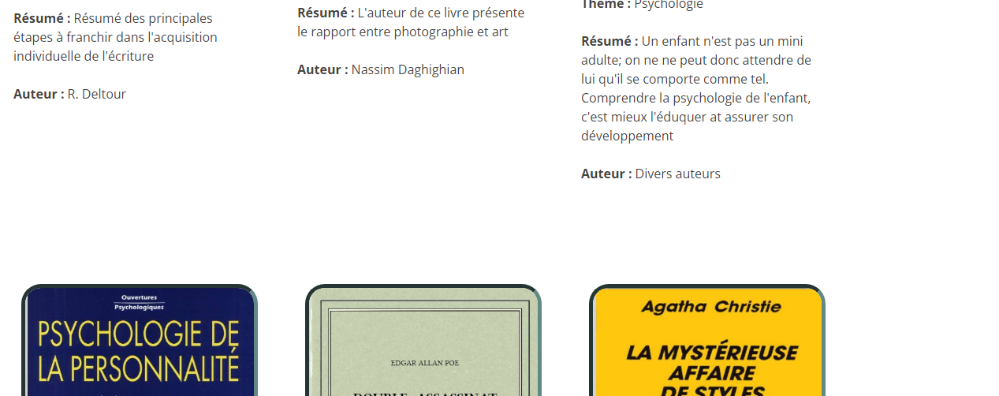 Résumé : Résumé des principales
étapes à franchir dans l'acquisition
individuelle de l'écriture
Auteur : R. Deltour
Résumé : L'auteur de ce livre présente
le rapport entre photographie et art
Auteur : Nassim Daghighian
Thème : Psychologie
Résumé : Un enfant n'est pas un mini
adulte; on ne ne peut donc attendre de
lui qu'il se comporte comme tel.
Comprendre la psychologie de l'enfant,
c'est mieux l'éduquer at assurer son
développement
Auteur : Divers auteurs
Ouvertures
Psychologiques
PSYCHOLOGIE DE
LA PERSONNALITÉ
EDGAR ALLAN POE
DOUBLE ASSASSINAT
Agatha Christie
LA MYSTÉRIEUSE
AFFAIRE
DE STYLES